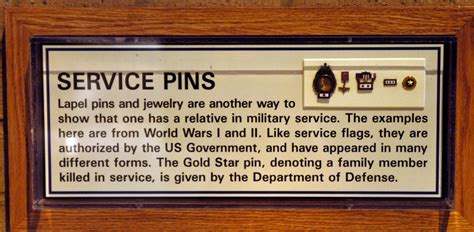 SERVICE PINS
Lapel pins and jewelry are another way to
show that one has a relative in military service. The examples
here are from World Wars I and II. Like service flags, they are
authorized by the US Government, and have appeared in many
different forms. The Gold Star pin, denoting a family member
killed in service, is given by the Department of Defense.